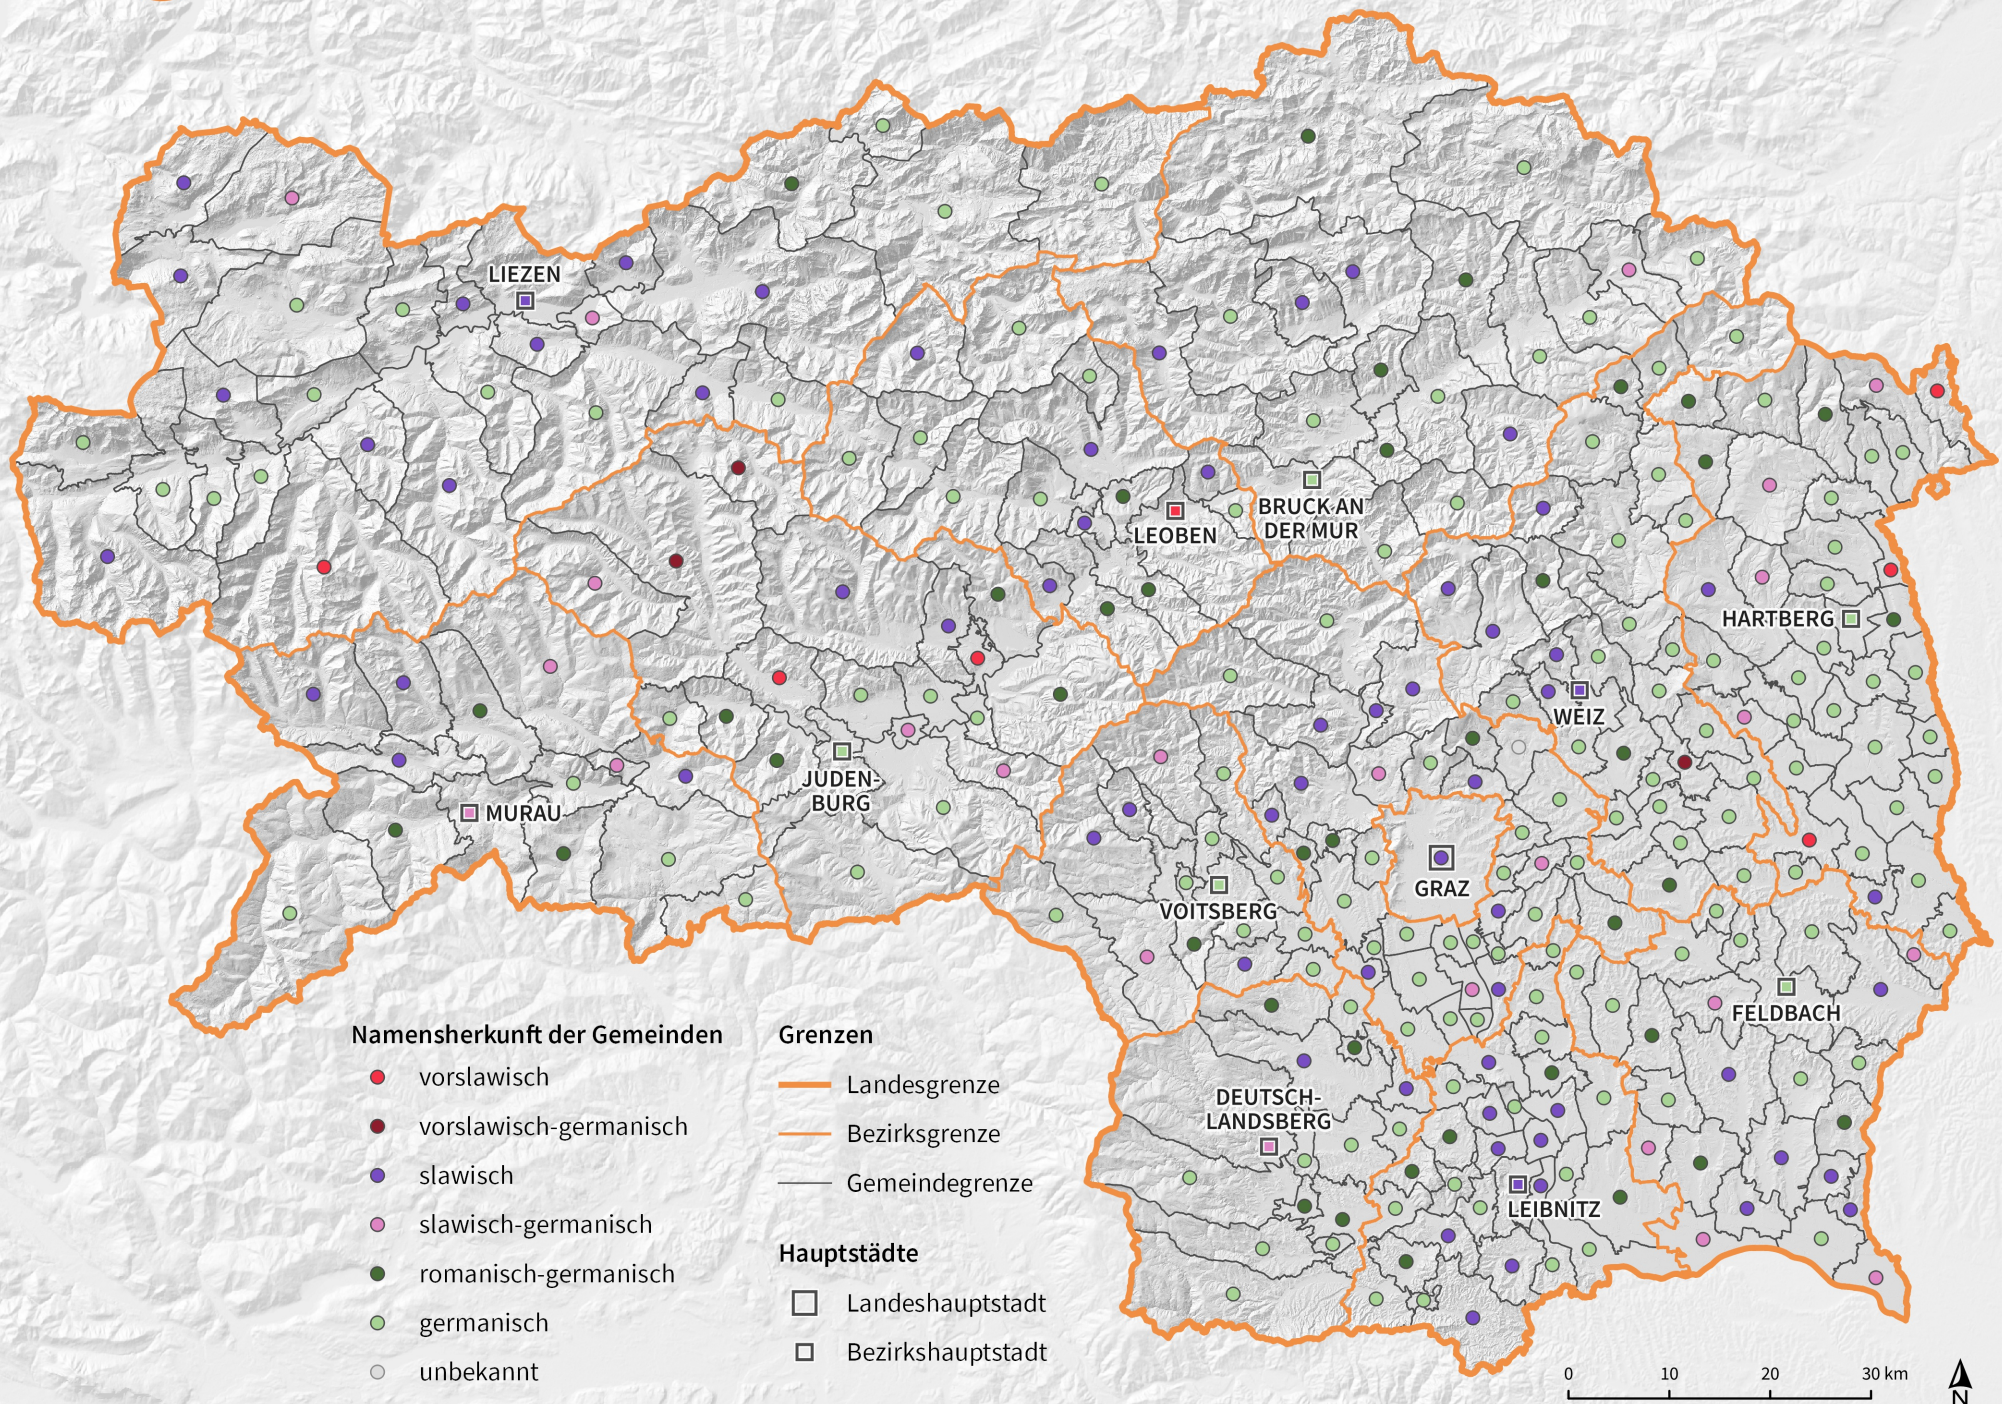 LIEZEN
LEOBEN
BRUCK AN
DER MUR
HARTBERG
WEIZ
JUDEN-
BURG
MURAU
GRAZ
VOITSBERG
FELDBACH
DEUTSCH-
LANDSBERG
LEIBNITZ
Namensherkunft der Gemeinden
vorslawisch
vorslawisch-germanisch
slawisch
slawisch-germanisch
romanisch-germanisch
germanisch
unbekannt
Grenzen
Landesgrenze
Bezirksgrenze
Gemeindegrenze
Hauptstädte
Landeshauptstadt
Bezirkshauptstadt
0 10 20 30 km
N